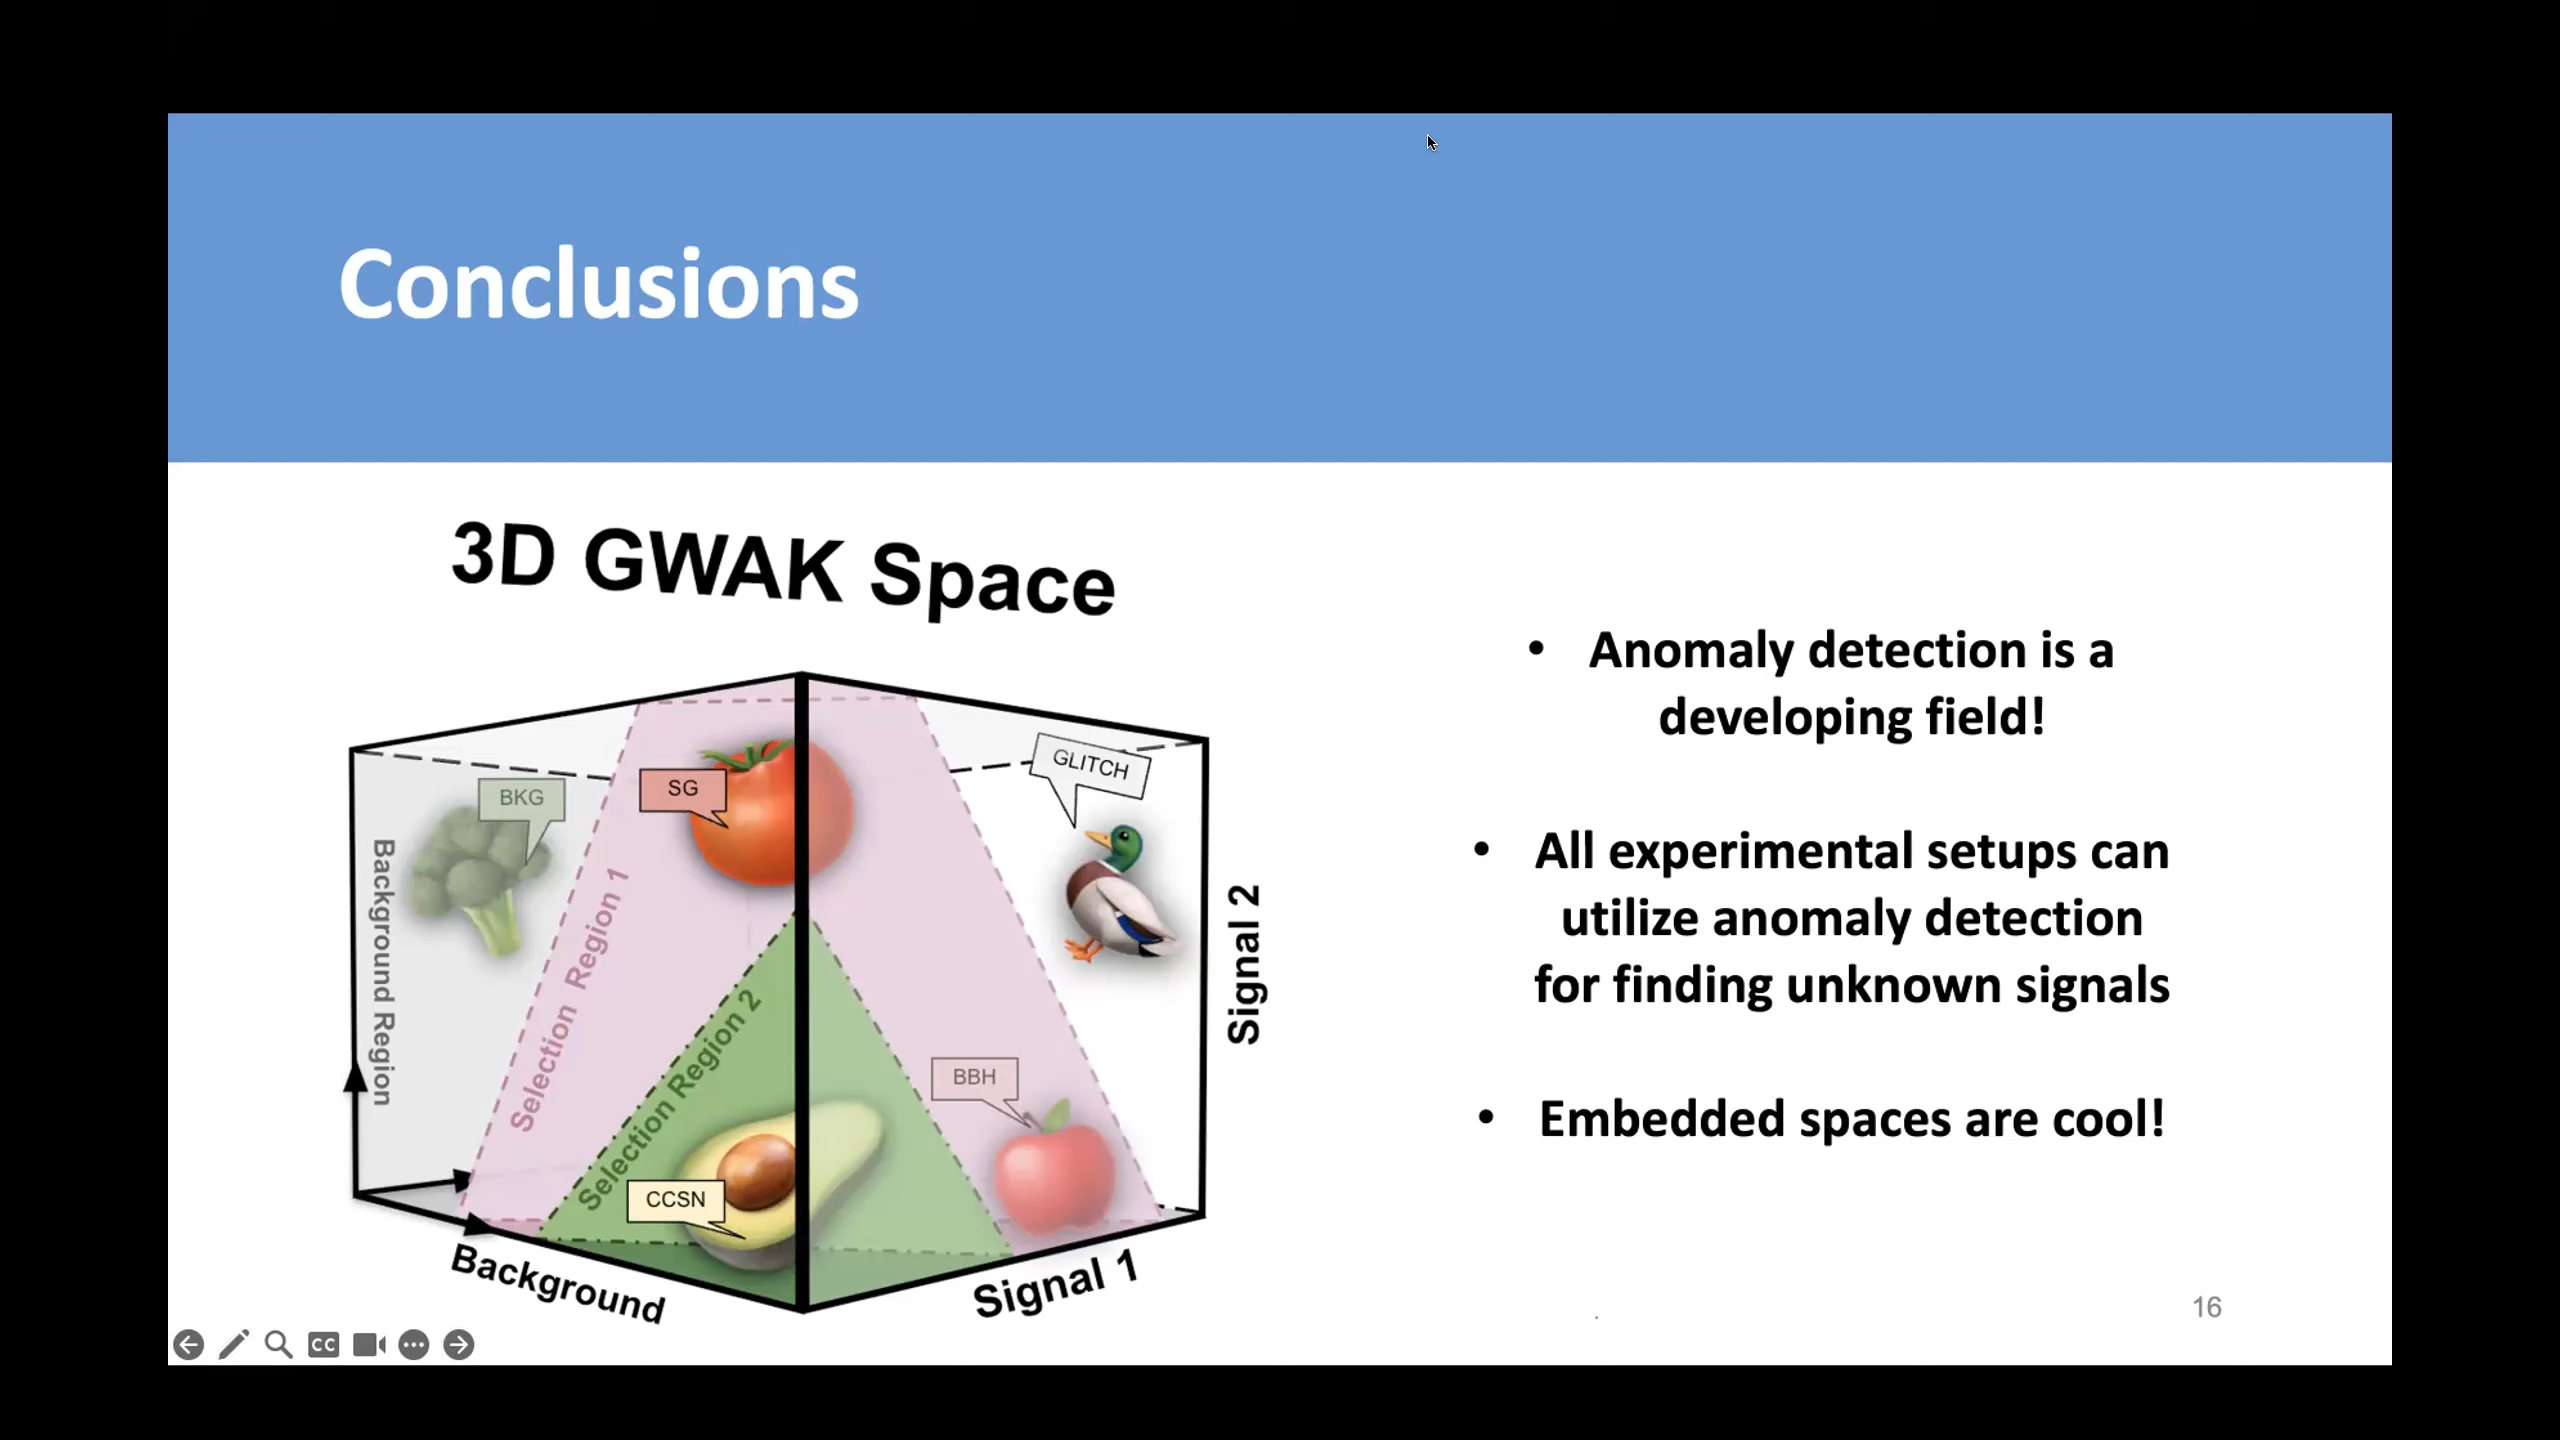 Conclusions
3D GWAK Space
BKG
SG
GLITCH
Background Region
Selection Region 1
Selection Region 2
BBH
CCSN
Background
Signal 1
Signal 2
• Anomaly detection is a
developing field!
• All experimental setups can
utilize anomaly detection
for finding unknown signals
• Embedded spaces are cool!
16
CC